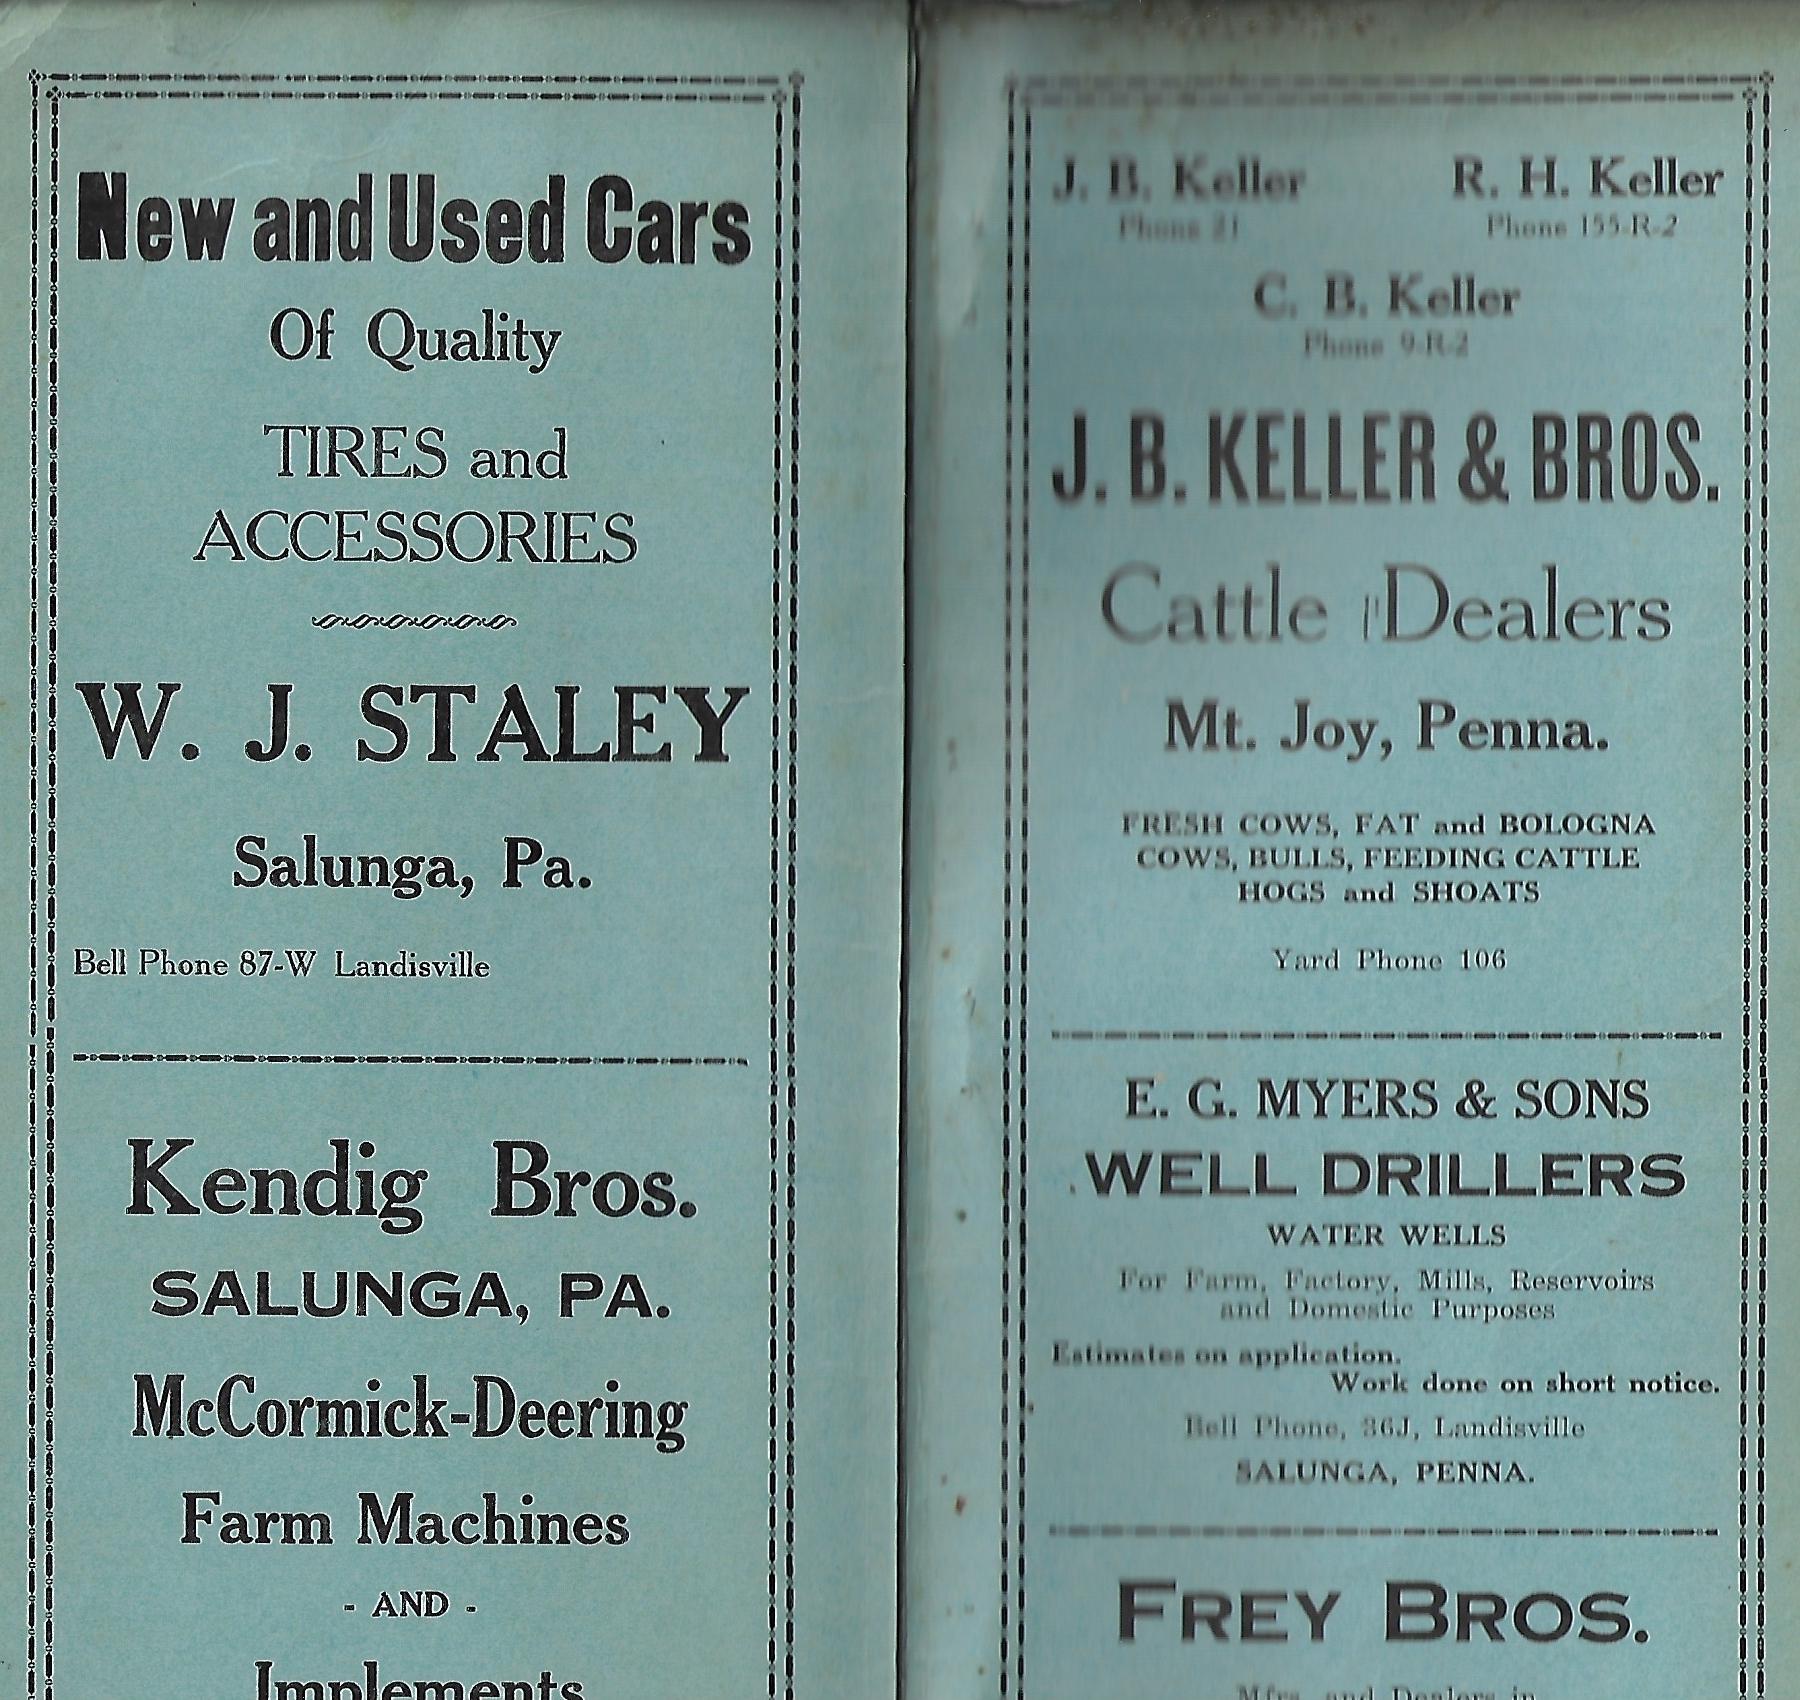 New and Used Cars
Of Quality
TIRES and
ACCESSORIES
W. J. STALEY
Salunga, Pa.
Bell Phone 87-W Landisville
Kendig Bros.
SALUNGA, PA.
McCormick-Deering
Farm Machines
- AND -
Implements
J. B. Keller R. H. Keller
Phone 21 Phone 155-R-2
C. B. Keller
Phone 9-R-2
J. B. KELLER & BROS.
Cattle Dealers
Mt. Joy, Penna.
FRESH COWS, FAT and BOLOGNA
COWS, BULLS, FEEDING CATTLE
HOGS and SHOATS
Yard Phone 106
E. G. MYERS & SONS
WELL DRILLERS
WATER WELLS
For Farm, Factory, Mills, Reservoirs
and Domestic Purposes
Estimates on application.
Work done on short notice.
Bell Phone, 36J, Landisville
SALUNGA, PENNA.
FREY BROS.
Mfrs. and Dealers in